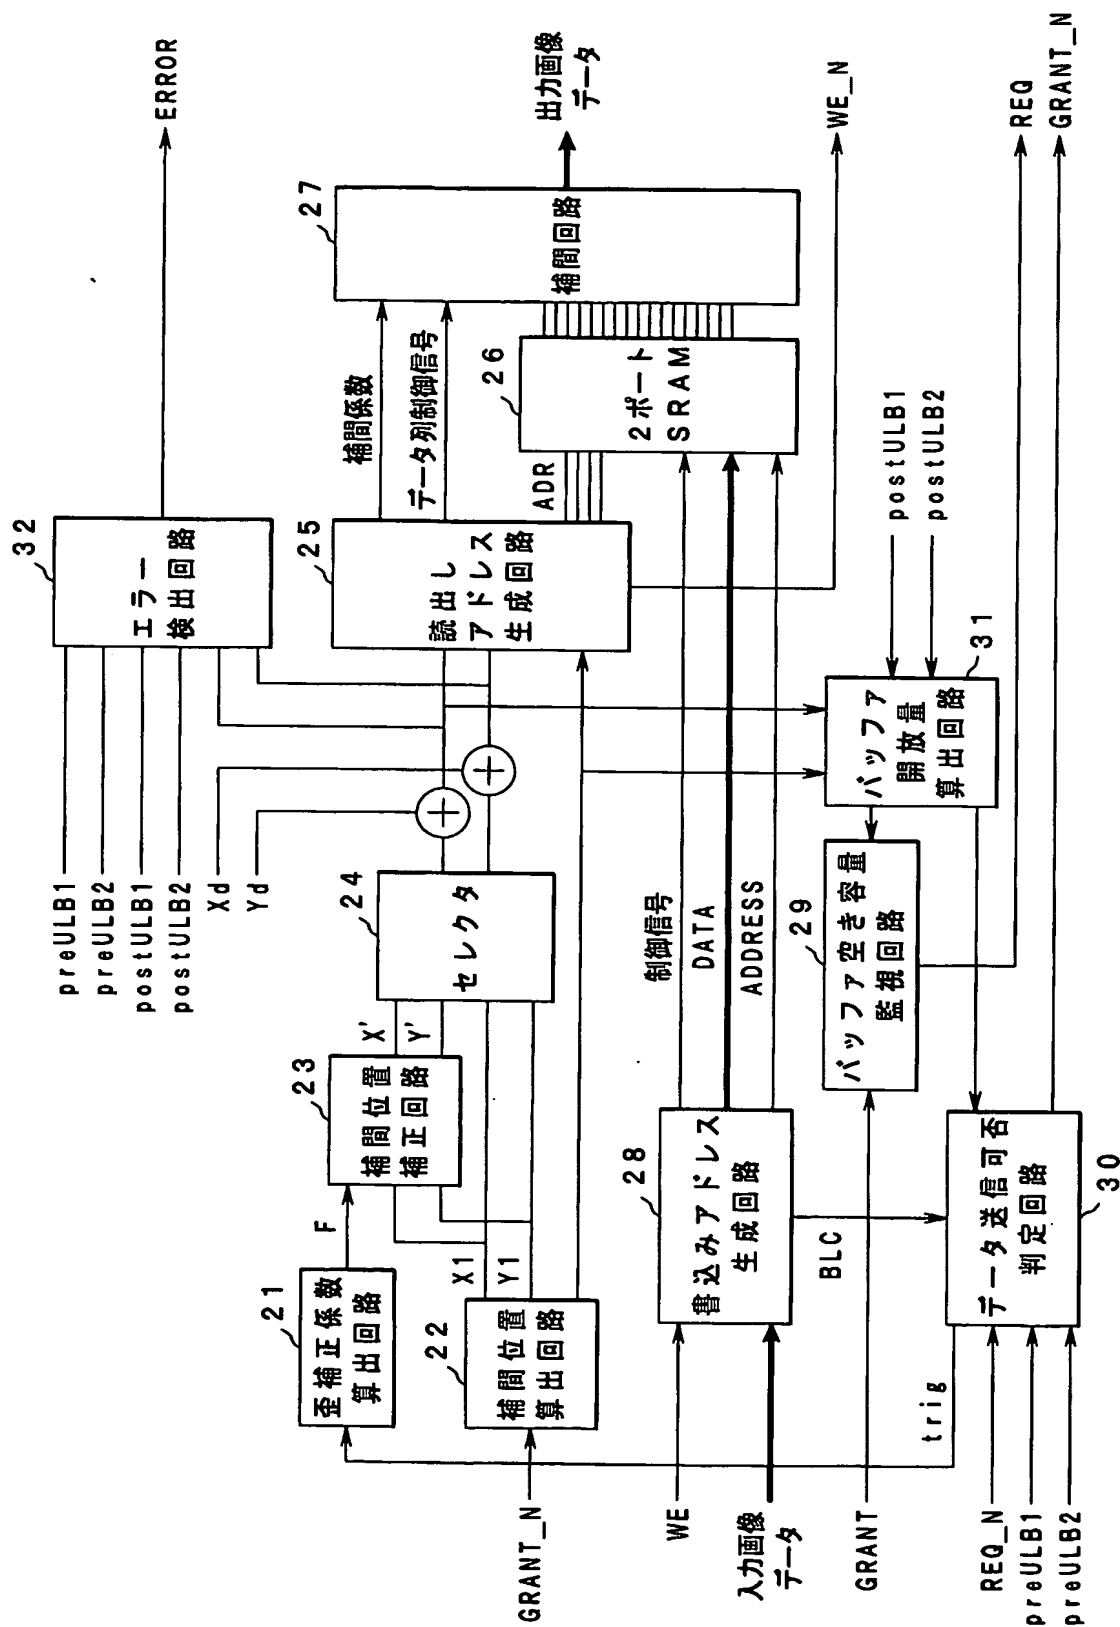 preULB1
preULB2
postULB1
postULB2
Xd
Yd
32
エラー
検出回路
ERROR
21
歪補正係数
算出回路
F
23
補間位置
補正回路
X'
Y'
24
セレクタ
25
読出し
アドレス
生成回路
補間係数
データ列制御信号
ADR
26
2ポート
SRAM
27
補間回路
出力画像
データ
GRANT_N
22
補間位置
算出回路
X1
Y1
WE_N
WE
入力画像
データ
28
書込みアドレス
生成回路
制御信号
DATA
ADDRESS
BLC
GRANT
29
バッファ空き容量
監視回路
31
バッファ
開放量
算出回路
postULB1
postULB2
REQ
trig
REQ_N
preULB1
preULB2
データ送信可否
判定回路
30
GRANT_N